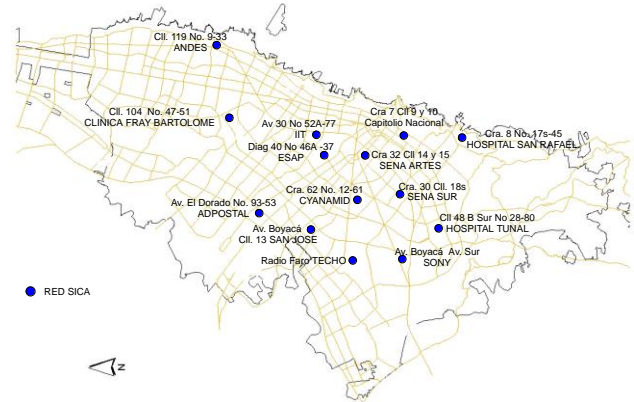 Cll. 119 No. 9-33
ANDES
Cll. 104 No. 47-51
CLINICA FRAY BARTOLOME
Av 30 No 52A-77
IIT
Diag 40 No 46A -37
ESAP
Cra 7 Cll 9 y 10
Capitolio Nacional
Cra. 8 No. 17s-45
HOSPITAL SAN RAFAEL
Cra 32 Cll 14 y 15
SENA ARTES
Cra. 62 No. 12-61
CYANAMID
Cra. 30 Cll. 18s
SENA SUR
Av. El Dorado No. 93-53
ADPOSTAL
Av. Boyacá
Cll. 13 SAN JOSE
Cll 48 B Sur No 28-80
HOSPITAL TUNAL
Radio Faro TECHO
Av. Boyacá Av. Sur
SONY
RED SICA
N